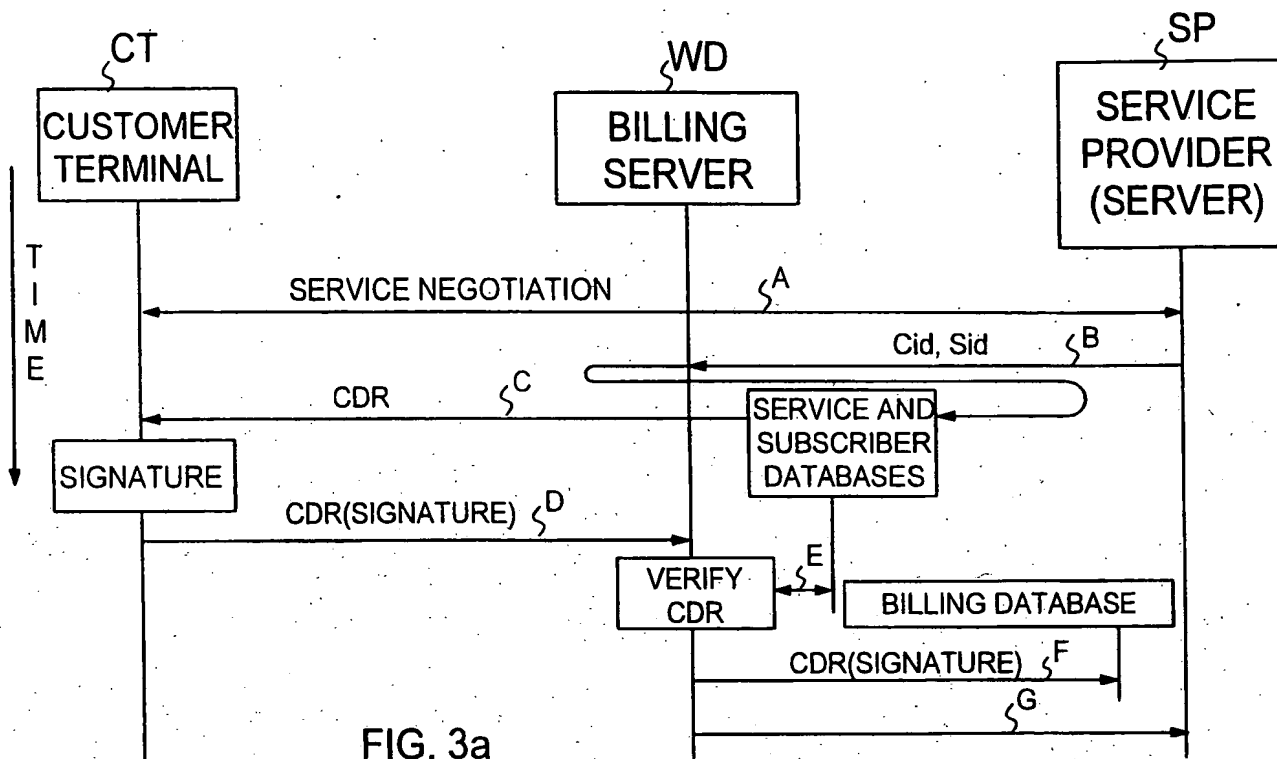 CT
WD
SP
CUSTOMER
TERMINAL
BILLING
SERVER
SERVICE
PROVIDER
(SERVER)
TIME
SERVICE NEGOTIATION
A
Cid, Sid
B
CDR
C
SERVICE AND
SUBSCRIBER
DATABASES
SIGNATURE
CDR(SIGNATURE)
D
VERIFY
CDR
E
BILLING DATABASE
CDR(SIGNATURE)
F
G
FIG. 3a